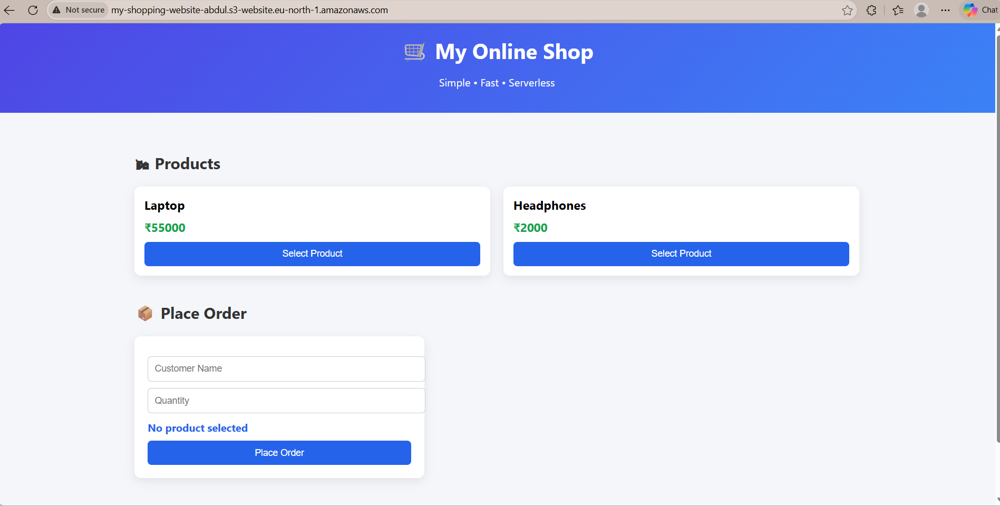 Not secure my-shopping-website-abdul.s3-website.eu-north-1.amazonaws.com Chat
My Online Shop
Simple • Fast • Serverless
Products
Laptop
₹55000
Select Product
Headphones
₹2000
Select Product
Place Order
Customer Name
Quantity
No product selected
Place Order